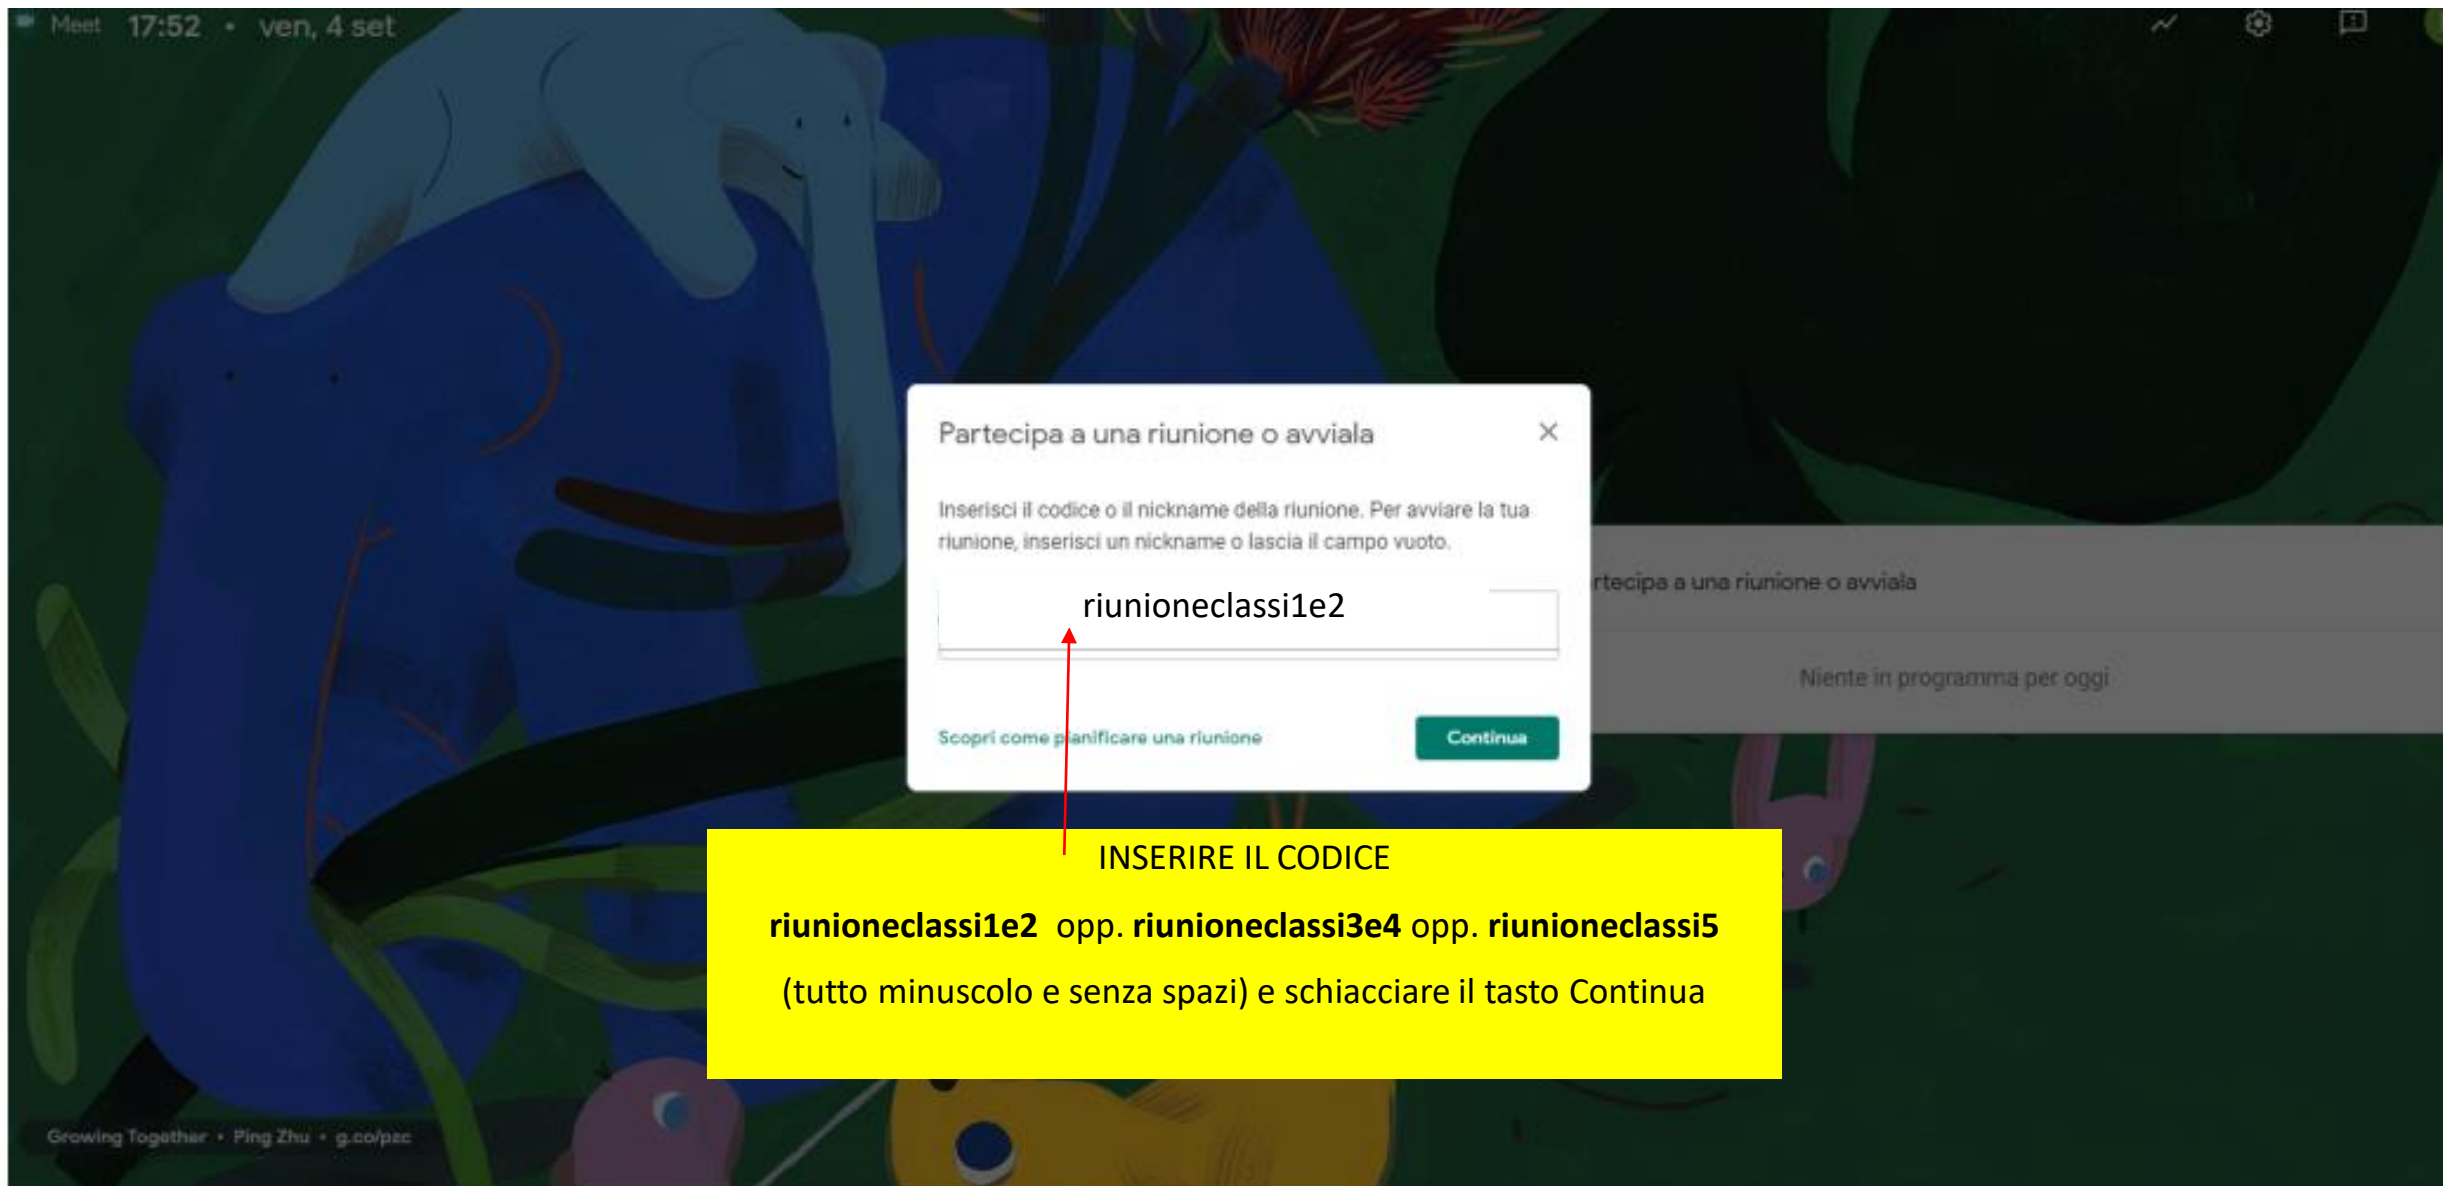 Meet 17:52 • ven, 4 set
Partecipa a una riunione o avviala
Inserisci il codice o il nickname della riunione. Per avviare la tua
riunione, inserisci un nickname o lascia il campo vuoto.
riunioneclassi1e2
rtecipa a una riunione o avviala
Niente in programma per oggi
Scopri come pianificare una riunione
Continua
INSERIRE IL CODICE
riunioneclassi1e2 opp. riunioneclassi3e4 opp. riunioneclassi5
(tutto minuscolo e senza spazi) e schiacciare il tasto Continua
Growing Together • Ping Zhu • g.co/pzc